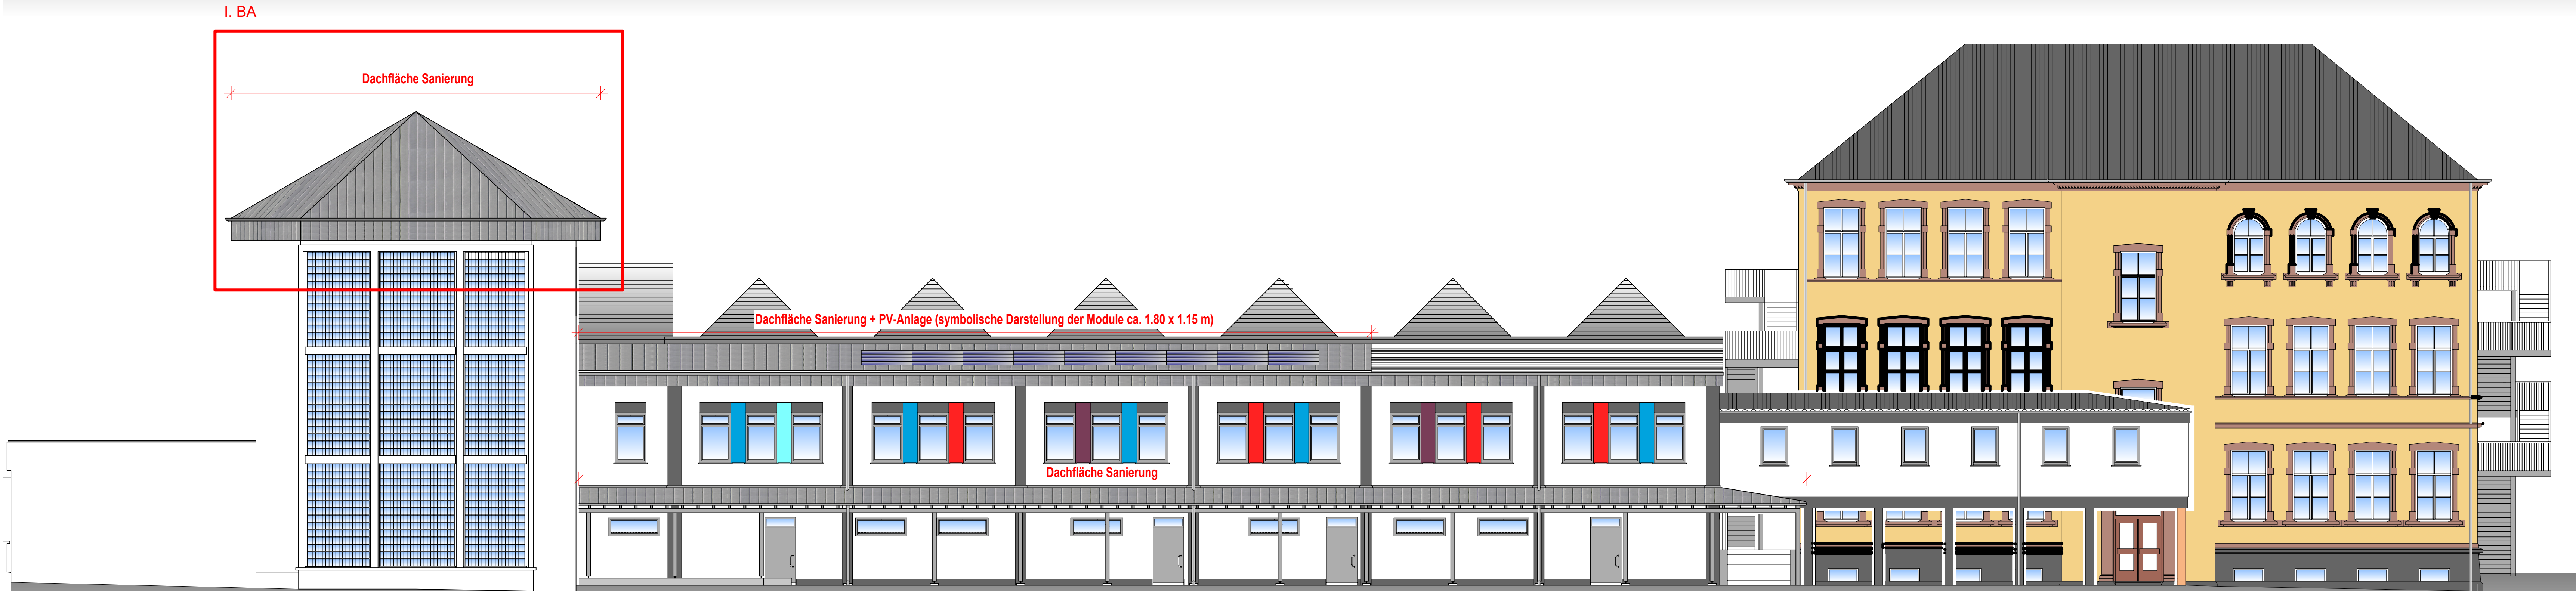 I. BA
Dachfläche Sanierung
Dachfläche Sanierung + PV-Anlage (symbolische Darstellung der Module ca. 1.80 x 1.15 m)
Dachfläche Sanierung